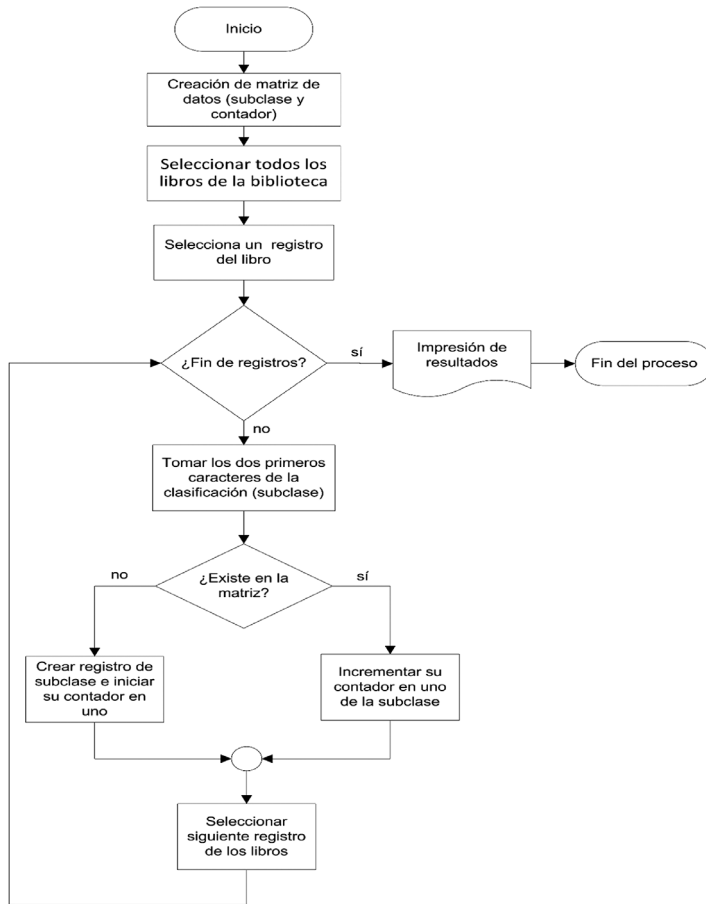 Inicio
Creación de matriz de
datos (subclase y
contador)
Seleccionar todos los
libros de la biblioteca
Selecciona un registro
del libro
¿Fin de registros?
sí
Impresión de
resultados
Fin del proceso
no
Tomar los dos primeros
caracteres de la
clasificación (subclase)
¿Existe en la
matriz?
no
sí
Crear registro de
subclase e iniciar
su contador en
uno
Incrementar su
contador en uno
de la subclase
Seleccionar
siguiente registro
de los libros